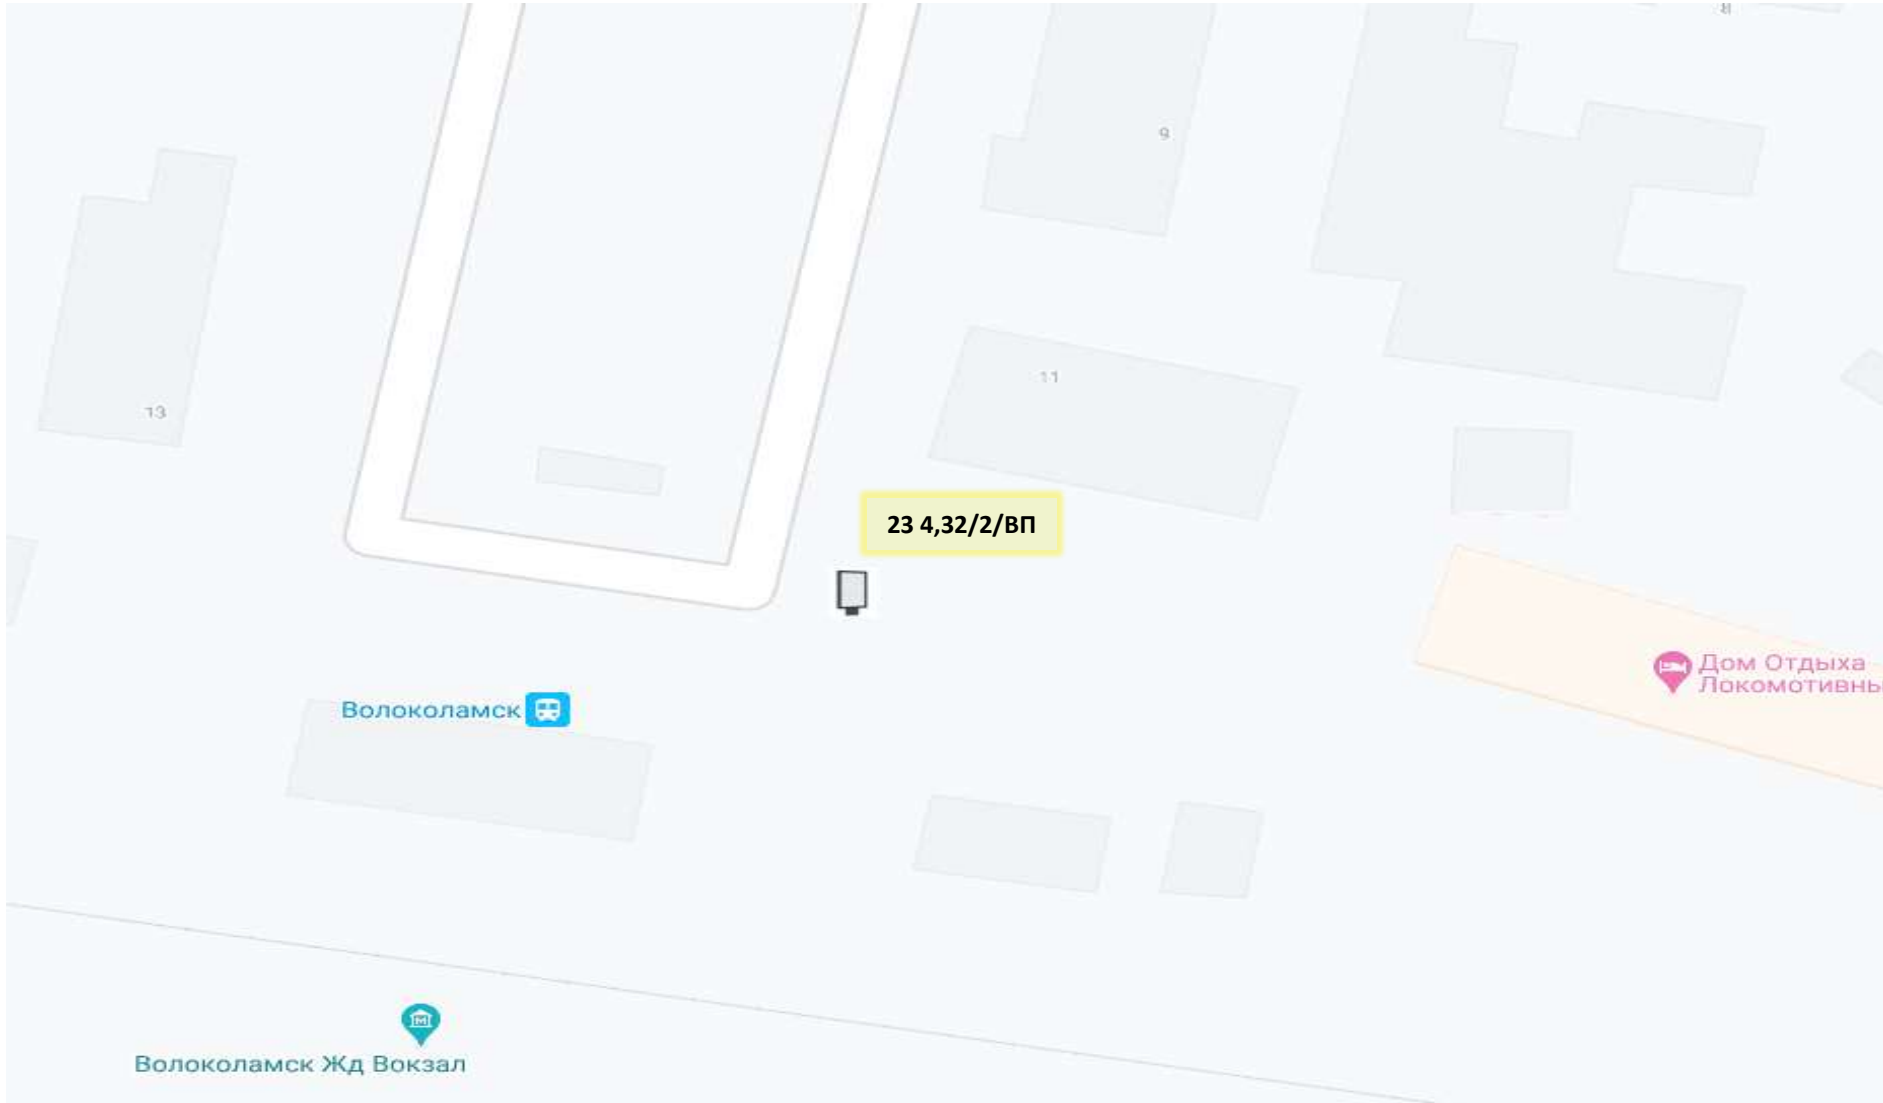 8
9
11
13
23 4,32/2/ВП
Дом Отдыха
Локомотивны
Волоколамск
Волоколамск Жд Вокзал